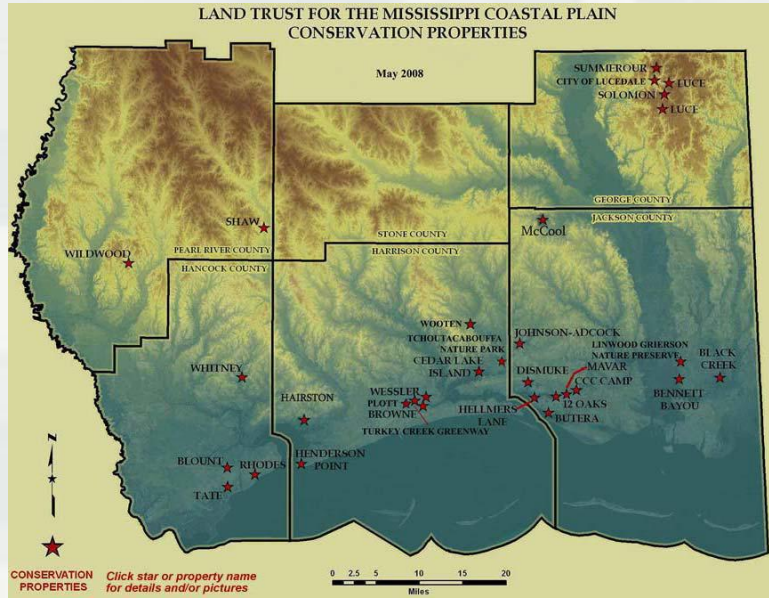 LAND TRUST FOR THE MISSISSIPPI COASTAL PLAIN
CONSERVATION PROPERTIES
May 2008
SUMMEROUR
CITY OF LUCEDALE
LUCE
SOLOMON
LUCE
GEORGE COUNTY
JACKSON COUNTY
SHAW
McCool
STONE COUNTY
HARRISON COUNTY
WILDWOOD
PEARL RIVER COUNTY
HANCOCK COUNTY
WOOTEN
TCHOUTACABOUFFA
NATURE PARK
JOHNSON-ADCOCK
LINWOOD GRIERSON
NATURE PRESERVE
CEDAR LAKE
ISLAND
WHITNEY
DISMUKE
MAVAR
BLACK
CREEK
CCC CAMP
WESSLER
PLOTT
BROWNE
HAIRSTON
HELLMERS
LANE
12 OAKS
BENNETT
BAYOU
BUTERA
TURKEY CREEK GREENWAY
HENDERSON
POINT
BLOUNT
RHODES
TATE
N
CONSERVATION
PROPERTIES
Click star or property name
for details and/or pictures
0 2.5 5 10 15 20
Miles